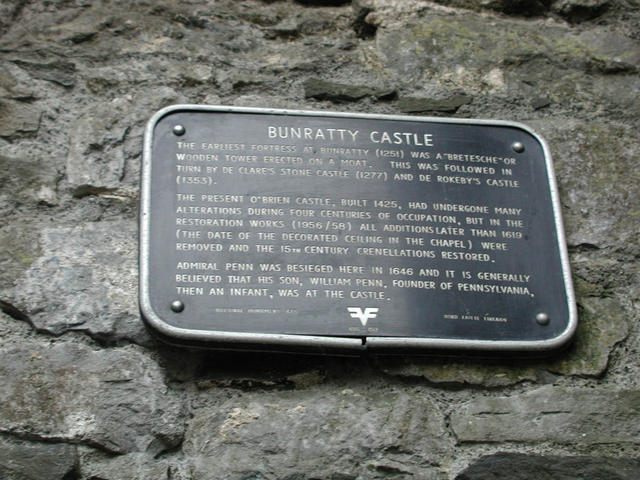 BUNRATTY CASTLE
THE EARLIEST FORTRESS AT BUNRATTY (1251) WAS A "BRETESCHE" OR
WOODEN TOWER ERECTED ON A MOAT. THIS WAS FOLLOWED IN
TURN BY DE CLARE'S STONE CASTLE (1277) AND DE ROKEBY'S CASTLE
(1353).
THE PRESENT O'BRIEN CASTLE, BUILT 1425, HAD UNDERGONE MANY
ALTERATIONS DURING FOUR CENTURIES OF OCCUPATION, BUT IN THE
RESTORATION WORKS (1956/58) ALL ADDITIONS LATER THAN 1619
(THE DATE OF THE DECORATED CEILING IN THE CHAPEL) WERE
REMOVED AND THE 15TH CENTURY CRENELLATIONS RESTORED.
ADMIRAL PENN WAS BESIEGED HERE IN 1646 AND IT IS GENERALLY
BELIEVED THAT HIS SON, WILLIAM PENN, FOUNDER OF PENNSYLVANIA,
THEN AN INFANT, WAS AT THE CASTLE.
BORD FAILTE EIREANN